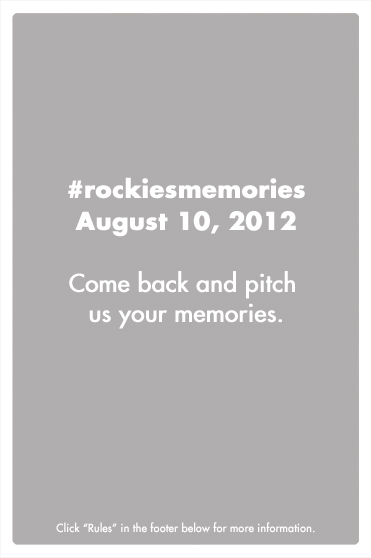 #rockiesmemories
August 10, 2012
Come back and pitch
us your memories.
Click "Rules" in the footer below for more information.